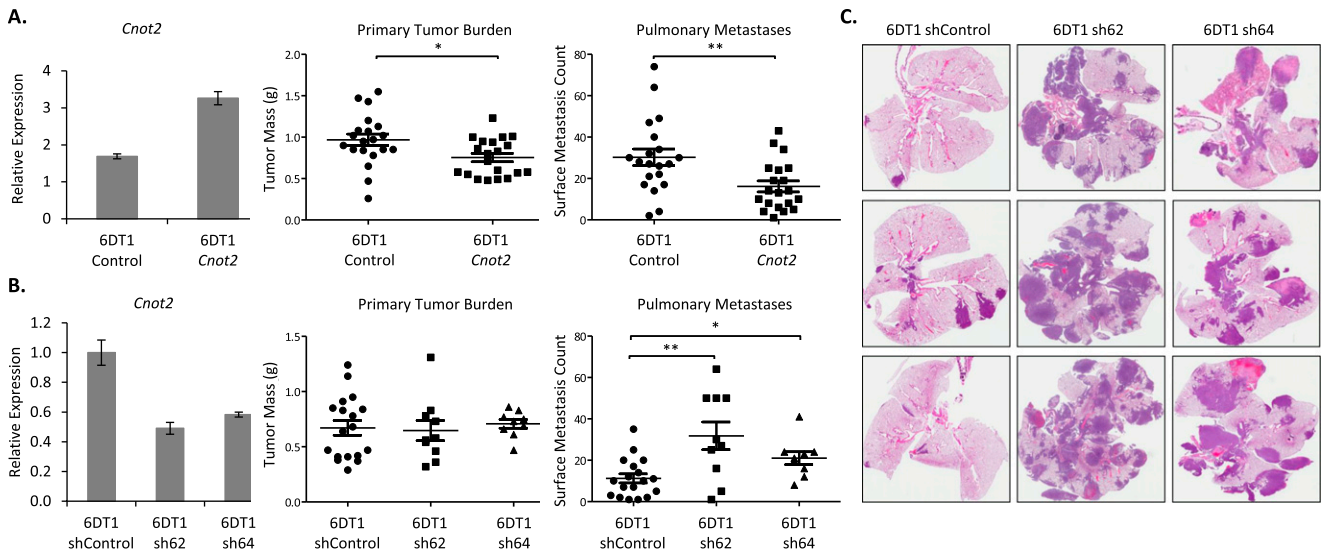 A.
Cnot2
Relative Expression
4
3
2
1
0
6DT1
Control
6DT1
Cnot2
Primary Tumor Burden
*
Tumor Mass (g)
2.0
1.5
1.0
0.5
0.0
6DT1
Control
6DT1
Cnot2
Pulmonary Metastases
**
Surface Metastasis Count
80
60
40
20
0
6DT1
Control
6DT1
Cnot2
B.
Cnot2
Relative Expression
1.2
1.0
0.8
0.6
0.4
0.2
0.0
6DT1
shControl
6DT1
sh62
6DT1
sh64
Primary Tumor Burden
Tumor Mass (g)
1.5
1.0
0.5
0.0
6DT1
shControl
6DT1
sh62
6DT1
sh64
Pulmonary Metastases
*
**
Surface Metastasis Count
80
60
40
20
0
6DT1
shControl
6DT1
sh62
6DT1
sh64
C.
6DT1 shControl
6DT1 sh62
6DT1 sh64